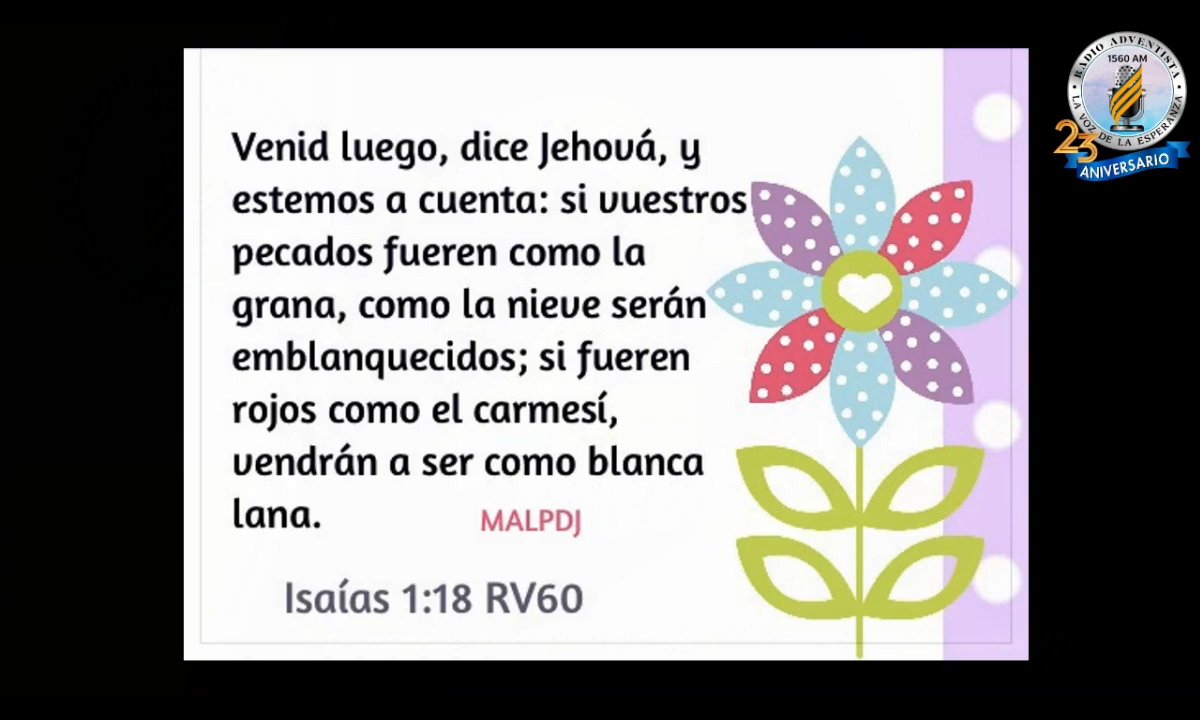 Venid luego, dice Jehová, y
estemos a cuenta: si vuestros
pecados fueren como la
grana, como la nieve serán
emblanquecidos; si fueren
rojos como el carmesí,
vendrán a ser como blanca
lana.
MALPDJ
Isaías 1:18 RV60
RADIO ADVENTISTA
1560 AM
LA VOZ DE LA ESPERANZA
23
ANIVERSARIO